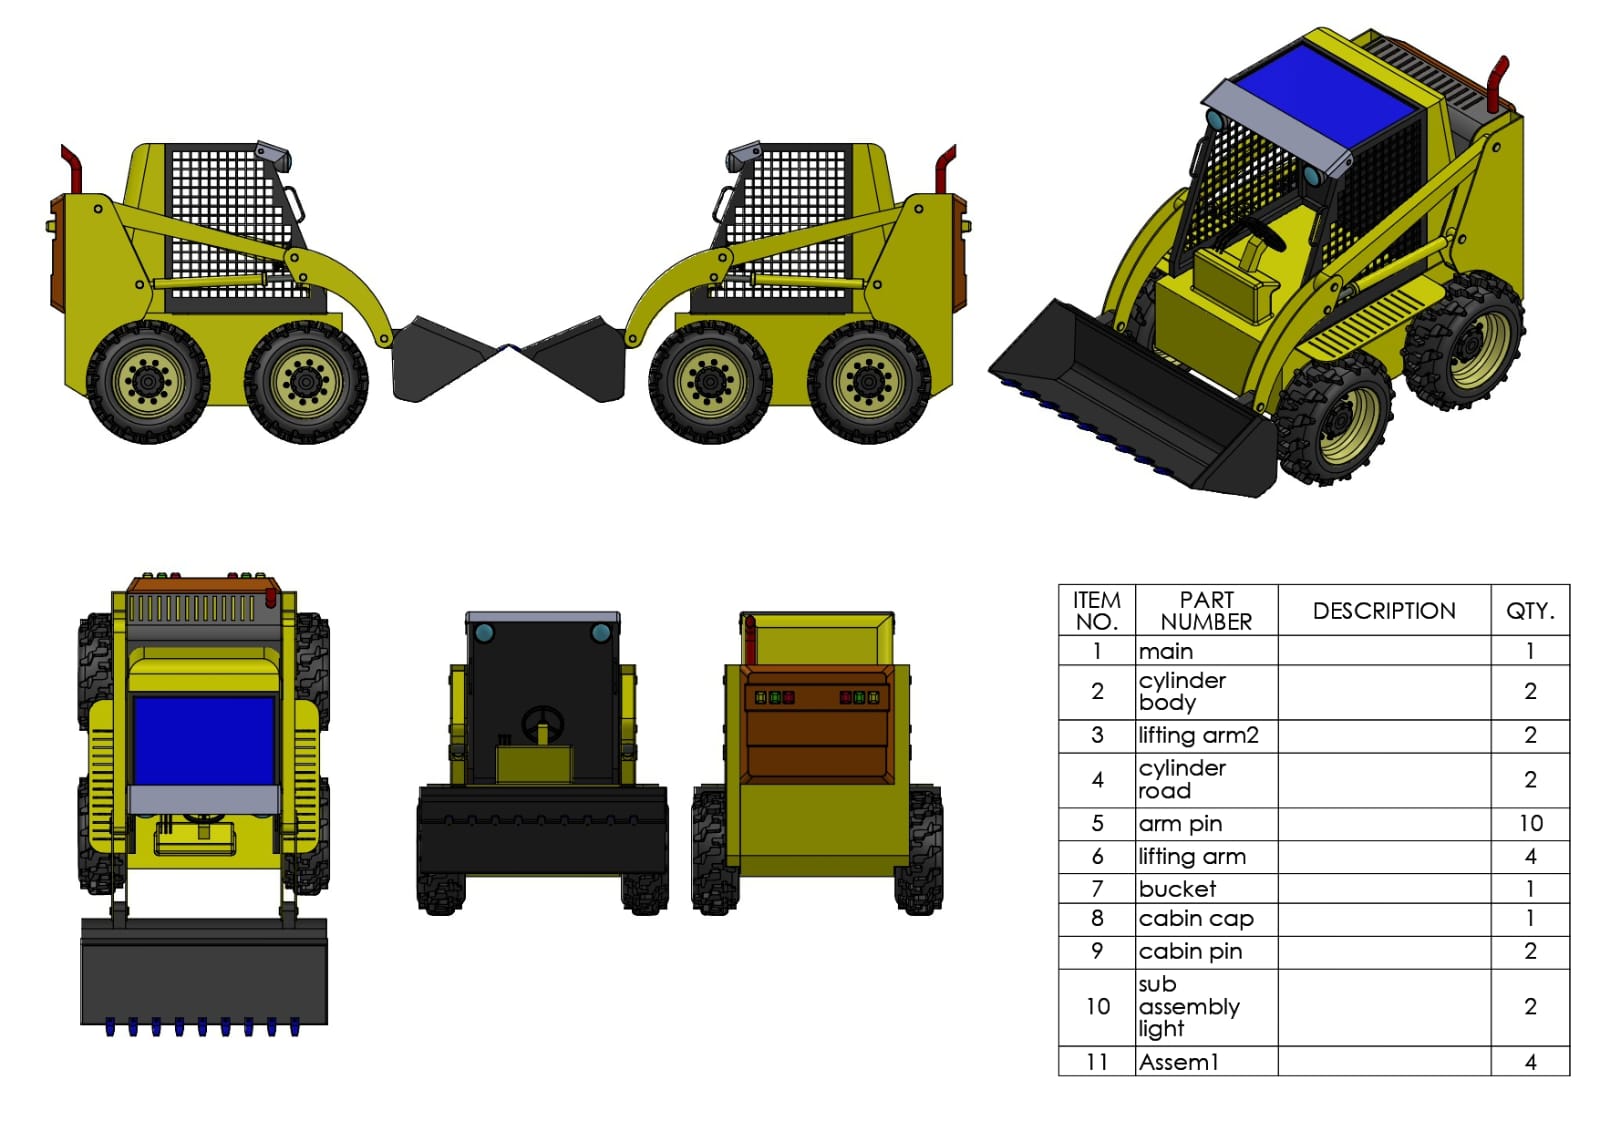 ITEM NO. PART NUMBER DESCRIPTION QTY.
1 main 1
2 cylinder body 2
3 lifting arm2 2
4 cylinder road 2
5 arm pin 10
6 lifting arm 4
7 bucket 1
8 cabin cap 1
9 cabin pin 2
10 sub assembly light 2
11 Assem1 4